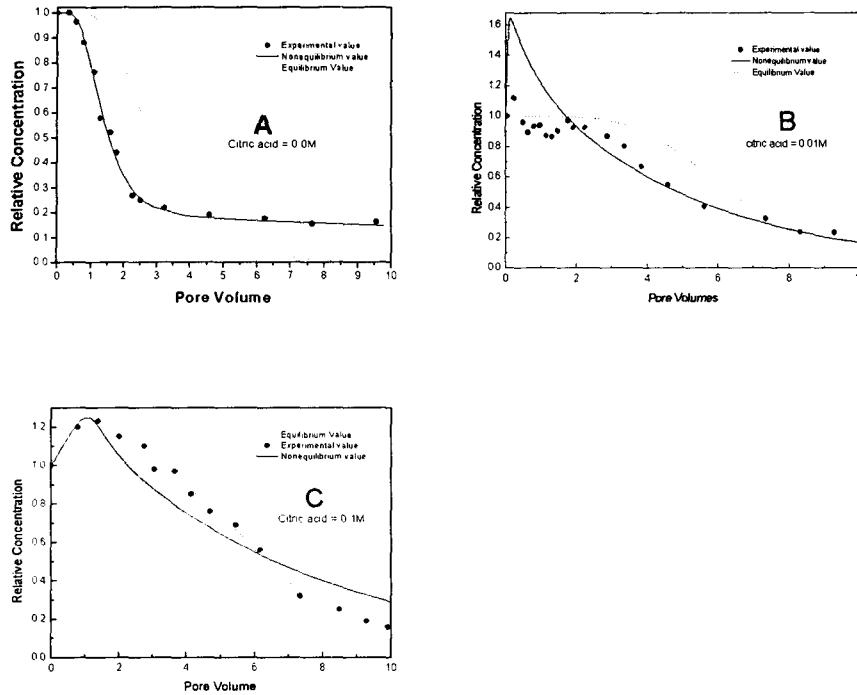 Relative Concentration
1.0
0.9
0.8
0.7
0.6
0.5
0.4
0.3
0.2
0.1
0.0
Experimental value
Nonequilibrium value
Equilibrium Value
A
Citric acid = 0.0M
0 1 2 3 4 5 6 7 8 9 10
Pore Volume
Relative Concentration
1.6
1.4
1.2
1.0
0.8
0.6
0.4
0.2
0.0
Experimental value
Nonequilibrium value
Equilibrium Value
B
citric acid = 0.01M
0 2 4 6 8
Pore Volumes
Relative Concentration
1.2
1.0
0.8
0.6
0.4
0.2
0.0
Equilibrium Value
Experimental value
Nonequilibrium value
C
Citric acid = 0.1M
0 2 4 6 8 10
Pore Volume